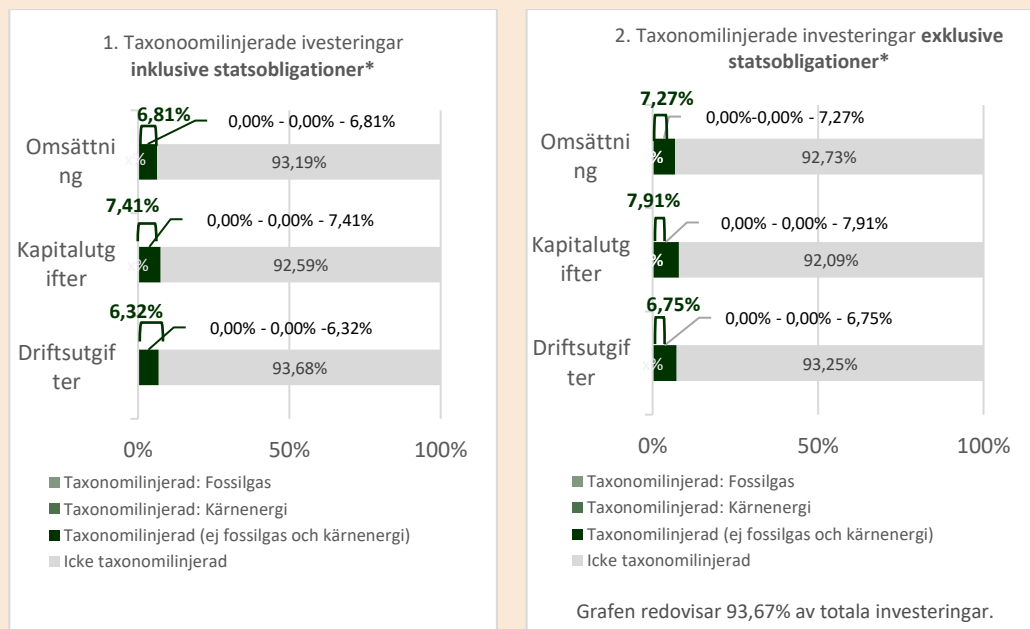 1. Taxonoomilinjerade ivesteringar
inklusive statsobligationer*
6,81%
0,00% - 0,00% - 6,81%
Omsättni
ng
%
93,19%
7,41%
0,00% - 0,00% - 7,41%
Kapitalutg
ifter
%
92,59%
6,32%
0,00% - 0,00% -6,32%
Driftsutgif
ter
93,68%
0%
50%
100%
Taxonomilinjerad: Fossilgas
Taxonomilinjerad: Kärnenergi
Taxonomilinjerad (ej fossilgas och kärnenergi)
Icke taxonomilinjerad
2. Taxonomilinjerade investeringar exklusive
statsobligationer*
7,27%
0,00%-0,00% - 7,27%
Omsättni
ng
%
92,73%
7,91%
0,00% - 0,00% - 7,91%
Kapitalutg
ifter
%
92,09%
6,75%
0,00% - 0,00% - 6,75%
Driftsutgif
ter
%
93,25%
0%
50%
100%
Taxonomilinjerad: Fossilgas
Taxonomilinjerad: Kärnenergi
Taxonomilinjerad (ej fossilgas och kärnenergi)
Icke taxonomilinjerad
Grafen redovisar 93,67% av totala investeringar.